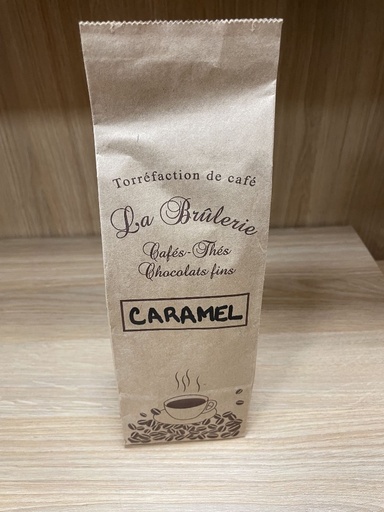 Torréfaction de café
La Brûlerie
Cafés-Thés
Chocolats fins
CARAMEL